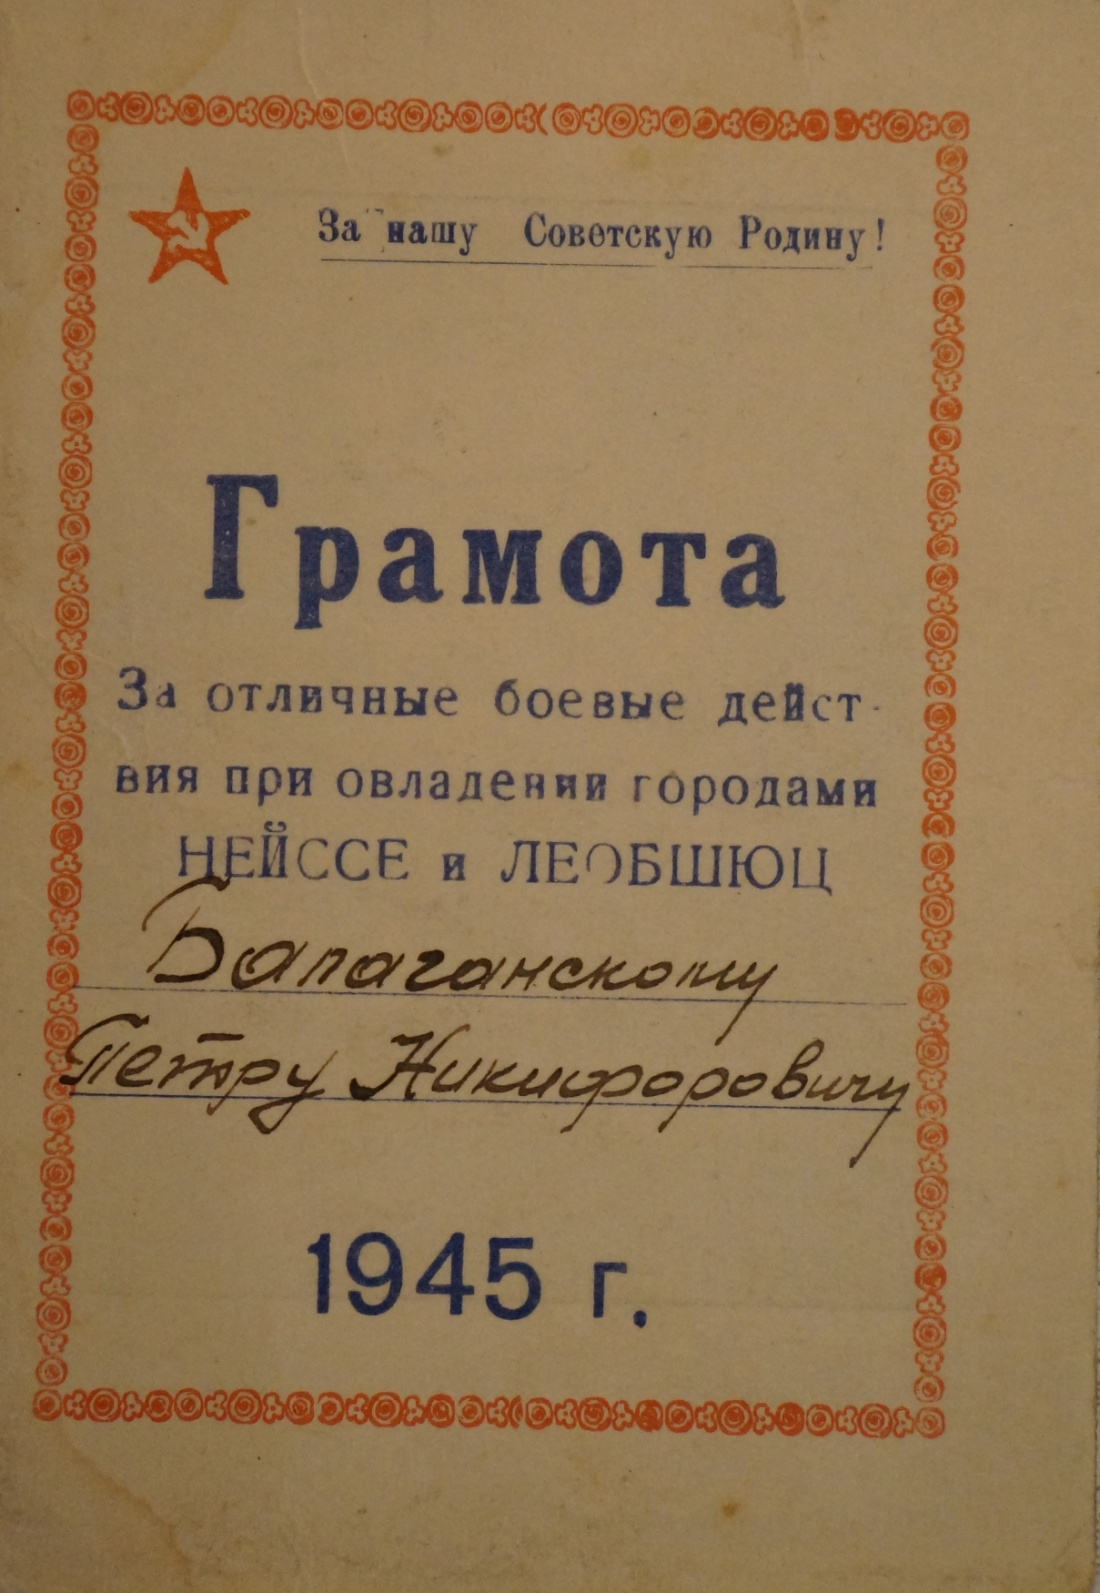 За нашу Советскую Родину!
Грамота
За отличные боевые дейст-
вия при овладении городами
НЕЙССЕ и ЛЕОБШЮЦ
Балаганскому
Петру Никифоровичу
1945 г.